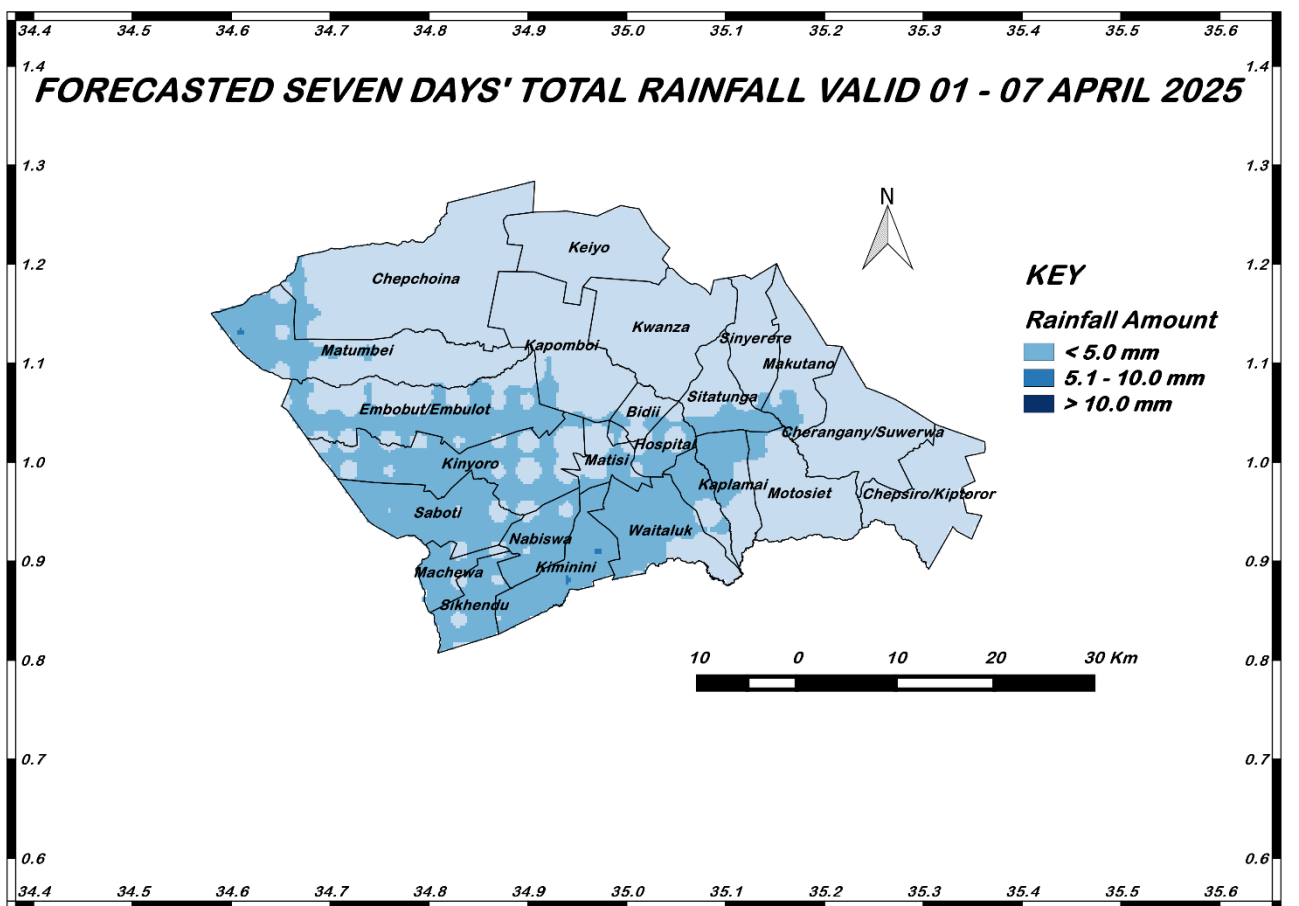 34.4 34.5 34.6 34.7 34.8 34.9 35.0 35.1 35.2 35.3 35.4 35.5 35.6
1.4 1.4
FORECASTED SEVEN DAYS' TOTAL RAINFALL VALID 01 - 07 APRIL 2025
1.3 1.3
N
Keiyo
1.2 1.2
Chepchoina
KEY
Rainfall Amount
Kwanza
Sinyerere
Kapomboi
Matumbei
< 5.0 mm
1.1 1.1
Makutano
5.1 - 10.0 mm
Sitatunga
> 10.0 mm
Embobut/Embulot
Bidii
Cherangany/Suwerwa
Hospital
1.0 1.0
Kinyoro
Matisi
Kaplamai
Motosiet
Chepsiro/Kiptoror
Saboti
Waitaluk
Nabiswa
0.9 0.9
Kiminini
Machewa
Sikhendu
0.8 0.8
10 0 10 20 30 Km
0.7 0.7
0.6 0.6
34.4 34.5 34.6 34.7 34.8 34.9 35.0 35.1 35.2 35.3 35.4 35.5 35.6